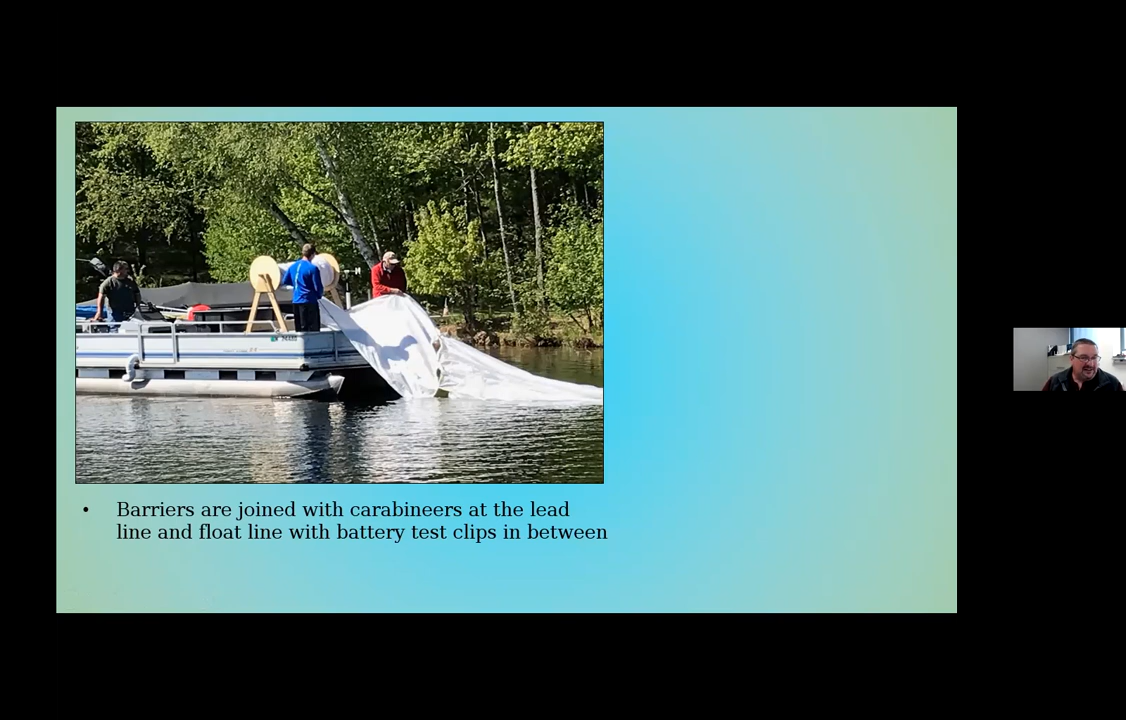 • Barriers are joined with carabineers at the lead
line and float line with battery test clips in between